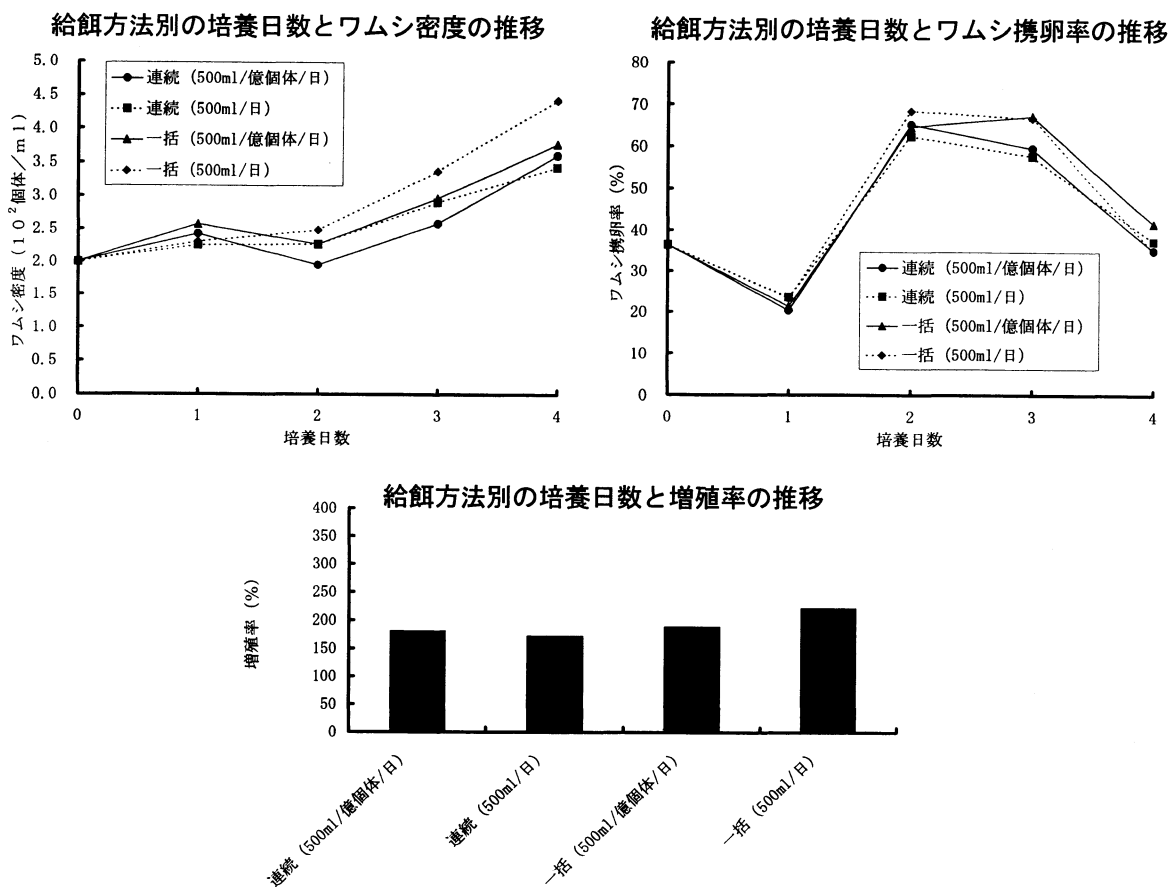 給餌方法別の培養日数とワムシ密度の推移
ワムシ密度（１０²個体／ｍ１）
5.0
4.5
4.0
3.5
3.0
2.5
2.0
1.5
1.0
0.5
0.0
連続 (500ml/億個体/日)
連続 (500ml/日)
一括 (500ml/億個体/日)
一括 (500ml/日)
0 1 2 3 4
培養日数
給餌方法別の培養日数とワムシ携卵率の推移
ワムシ携卵率 (%)
80
70
60
50
40
30
20
10
0
連続 (500ml/億個体/日)
連続 (500ml/日)
一括 (500ml/億個体/日)
一括 (500ml/日)
0 1 2 3 4
培養日数
給餌方法別の培養日数と増殖率の推移
増殖率 (%)
400
350
300
250
200
150
100
50
0
連続 (500ml/億個体/日)
連続 (500ml/日)
一括 (500ml/億個体/日)
一括 (500ml/日)